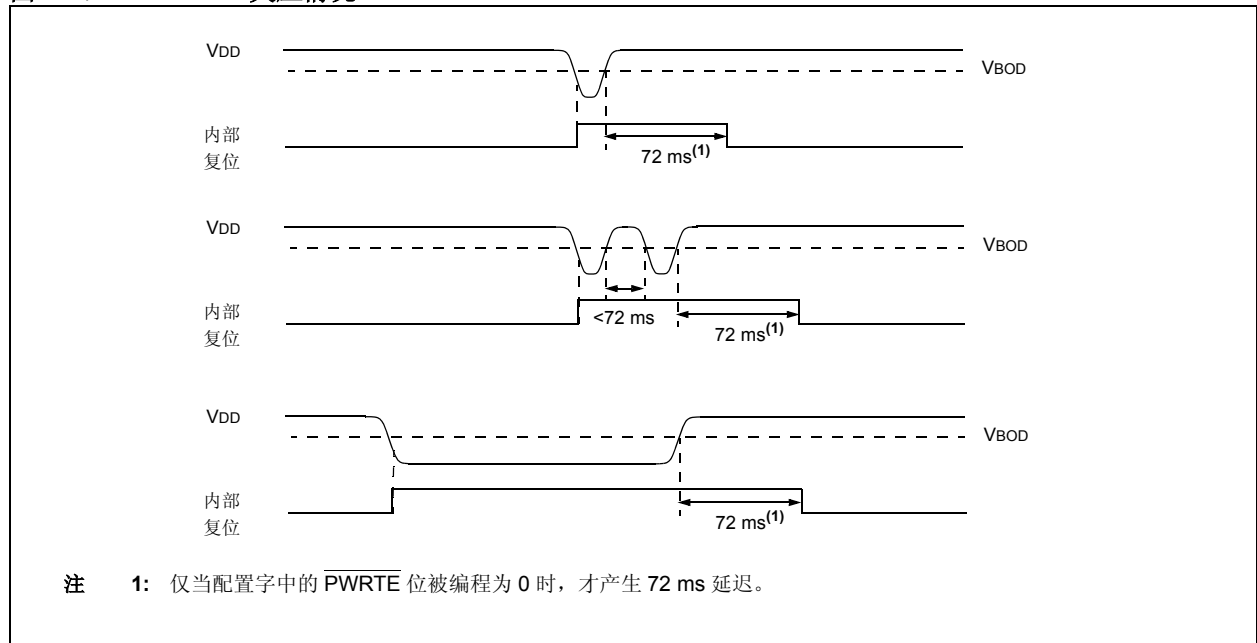 VDD
VBOD
内部
复位
72 ms(1)
VDD
VBOD
内部
复位
<72 ms
72 ms(1)
VDD
VBOD
内部
复位
72 ms(1)
注 1: 仅当配置字中的 PWRTE 位被编程为 0 时，才产生 72 ms 延迟。